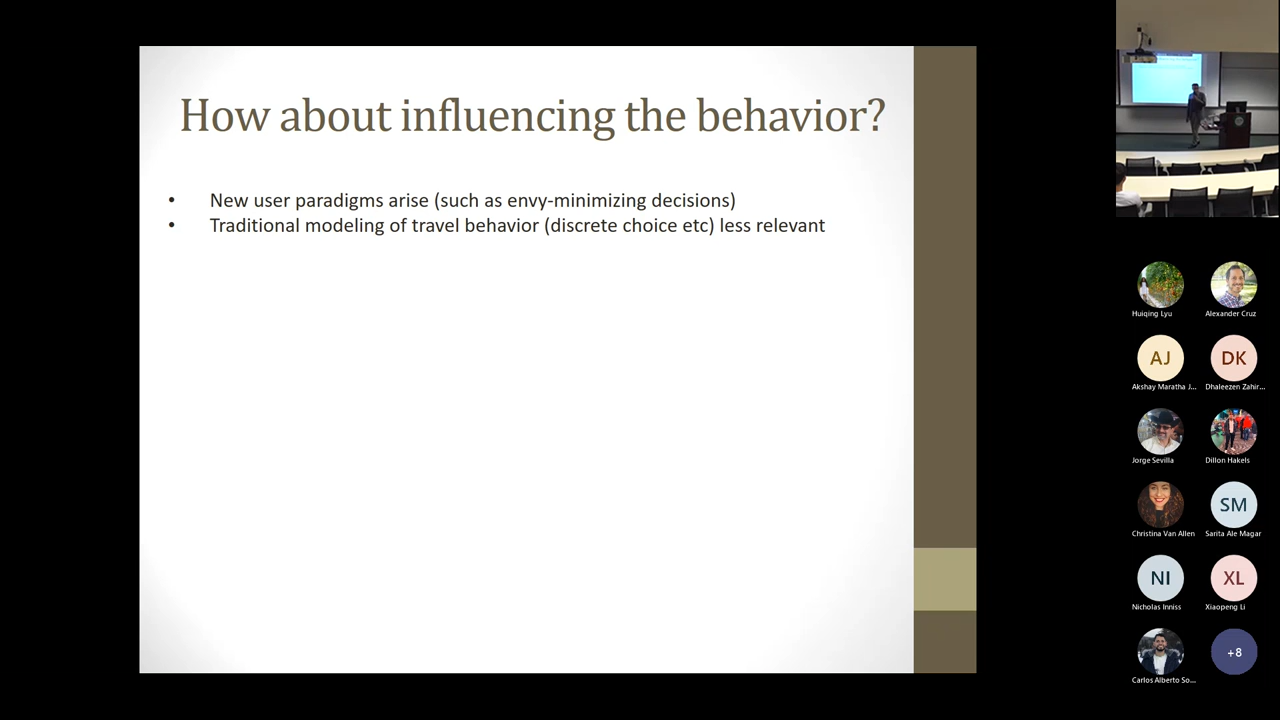 How about influencing the behavior?
• New user paradigms arise (such as envy-minimizing decisions)
• Traditional modeling of travel behavior (discrete choice etc) less relevant
Huiqing Lyu
Alexander Cruz
AJ
DK
Akshay Maratha J...
Dhaleezen Zahir...
Jorge Sevilla
Dillon Hakels
SM
Christina Van Allen
Sarita Ale Magar
NI
XL
Nicholas Inniss
Xiaopeng Li
+8
Carlos Alberto So...